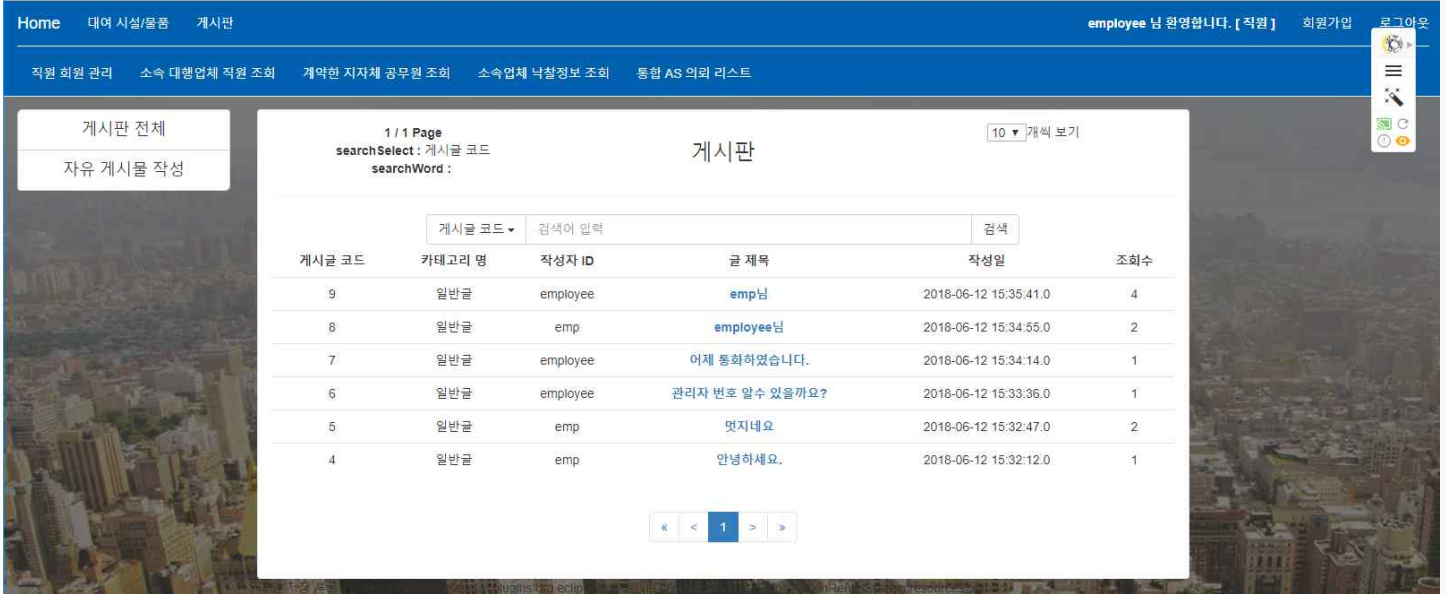 Home 대여 시설/물품 게시판 employee 님 환영합니다. [ 직원 ] 회원가입 로그아웃
직원 회원 관리 소속 대행업체 직원 조회 계약한 지자체 공무원 조회 소속업체 낙찰정보 조회 통합 AS 의뢰 리스트
게시판 전체
자유 게시물 작성
1 / 1 Page
searchSelect : 게시글 코드
searchWord :
게시판
10 ▼ 개씩 보기
게시글 코드 검색어 입력 검색
게시글 코드 카테고리 명 작성자 ID 글 제목 작성일 조회수
9 일반글 employee emp님 2018-06-12 15:35:41.0 4
8 일반글 emp employee님 2018-06-12 15:34:55.0 2
7 일반글 employee 어제 통화하였습니다. 2018-06-12 15:34:14.0 1
6 일반글 employee 관리자 번호 알수 있을까요? 2018-06-12 15:33:36.0 1
5 일반글 emp 멋지네요 2018-06-12 15:32:47.0 2
4 일반글 emp 안녕하세요. 2018-06-12 15:32:12.0 1
« < 1 > »